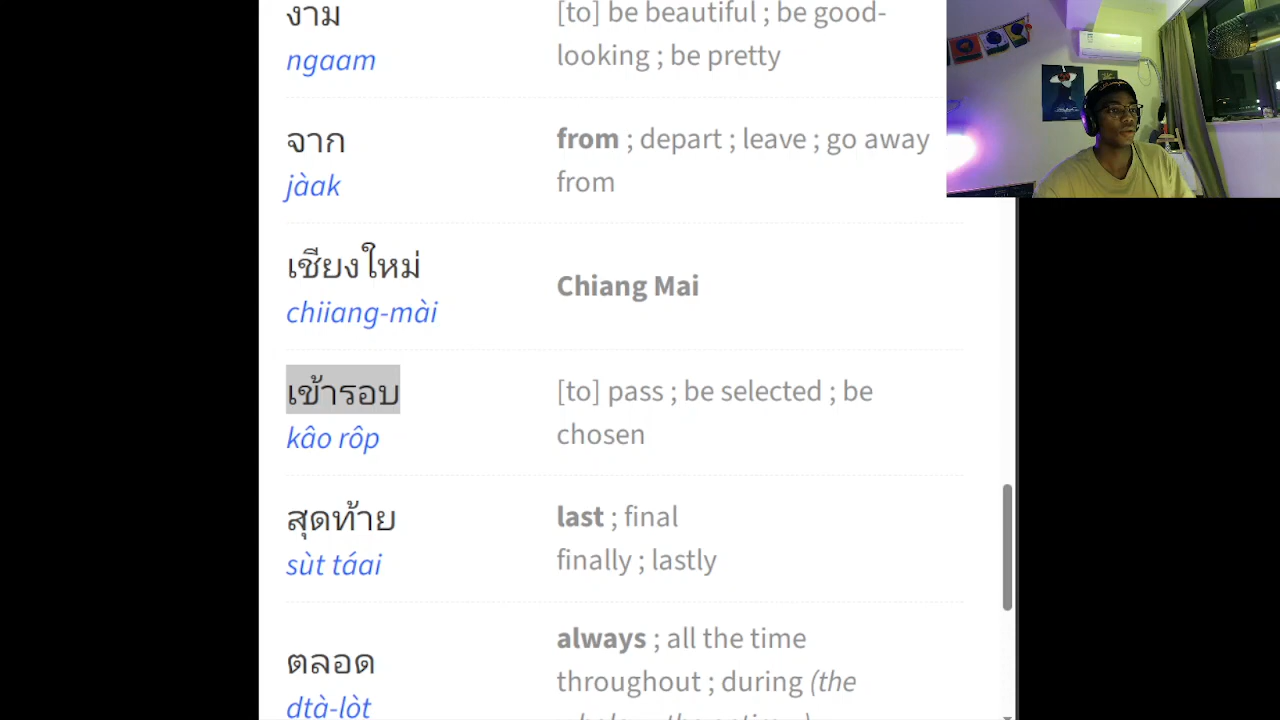 งาม
[to] be beautiful ; be good-
looking ; be pretty
ngaam
จาก
from ; depart ; leave ; go away
from
jàak
เชียงใหม่
Chiang Mai
chiiang-mài
เข้ารอบ
[to] pass ; be selected ; be
chosen
kâo rôp
สุดท้าย
last ; final
finally ; lastly
sùt táai
ตลอด
always ; all the time
throughout ; during (the
dtà-lòt